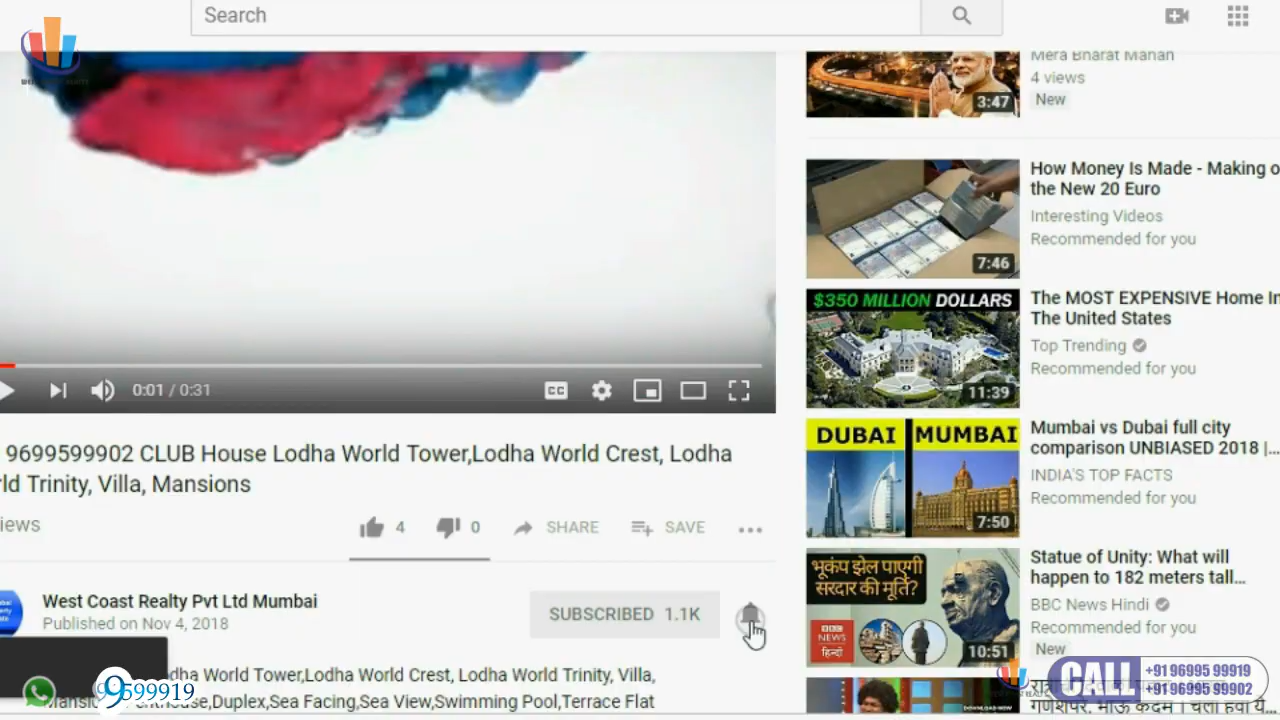 Search
Mera Bharat Mahan
4 views
New
3:47
How Money Is Made - Making o
the New 20 Euro
Interesting Videos
Recommended for you
7:46
$350 MILLION DOLLARS
The MOST EXPENSIVE Home In
The United States
Top Trending
Recommended for you
11:39
0:01 / 0:31
CC
9699599902 CLUB House Lodha World Tower,Lodha World Crest, Lodha
rld Trinity, Villa, Mansions
iews
4
0
SHARE
SAVE
DUBAI MUMBAI
Mumbai vs Dubai full city
comparison UNBIASED 2018 |...
INDIA'S TOP FACTS
Recommended for you
7:50
भूकंप झेल पाएगी
सरदार की मूर्ति?
BBC
NEWS
हिन्दी
Statue of Unity: What will
happen to 182 meters tall...
BBC News Hindi
Recommended for you
New
10:51
West Coast Realty Pvt Ltd Mumbai
Published on Nov 4, 2018
SUBSCRIBED 1.1K
dha World Tower,Lodha World Crest, Lodha World Trinity, Villa,
Duplex,Sea Facing,Sea View,Swimming Pool,Terrace Flat
CALL
+91 96995 99919
+91 96995 99902
DOWNLOAD NOW